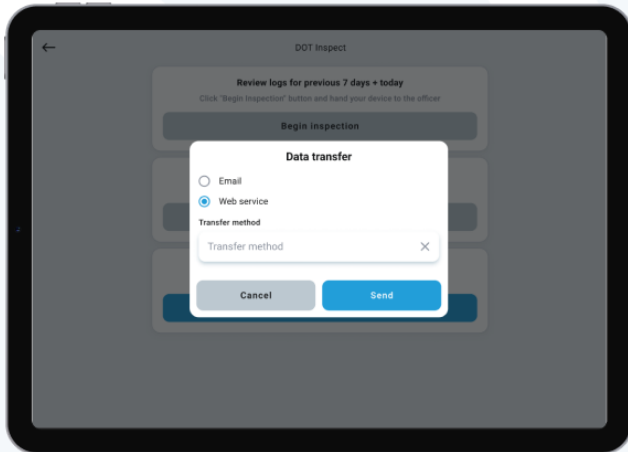 DOT Inspect
Review logs for previous 7 days + today
Click "Begin Inspection" button and hand your device to the officer
Begin inspection
Data transfer
Email
Web service
Transfer method
Transfer method
Cancel
Send